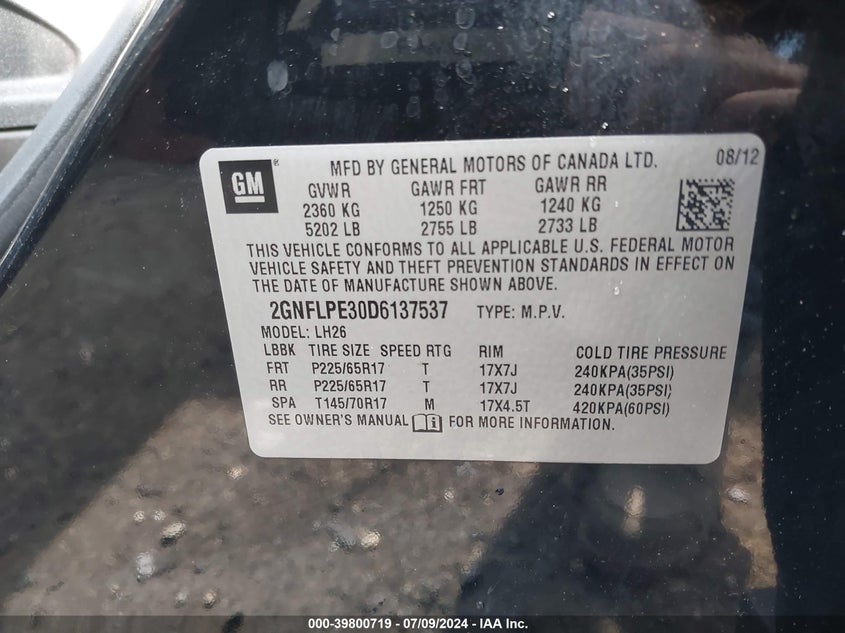 GM ®
MFD BY GENERAL MOTORS OF CANADA LTD. 08/12
GVWR GAWR FRT GAWR RR
2360 KG 1250 KG 1240 KG
5202 LB 2755 LB 2733 LB
THIS VEHICLE CONFORMS TO ALL APPLICABLE U.S. FEDERAL MOTOR
VEHICLE SAFETY AND THEFT PREVENTION STANDARDS IN EFFECT ON
THE DATE OF MANUFACTURE SHOWN ABOVE.
2GNFLPE30D6137537 TYPE: M.P.V.
MODEL: LH26
LBBK TIRE SIZE SPEED RTG RIM COLD TIRE PRESSURE
FRT P225/65R17 T 17X7J 240KPA(35PSI)
RR P225/65R17 T 17X7J 240KPA(35PSI)
SPA T145/70R17 M 17X4.5T 420KPA(60PSI)
SEE OWNER'S MANUAL FOR MORE INFORMATION.
000-39800719 - 07/09/2024 - IAA Inc.